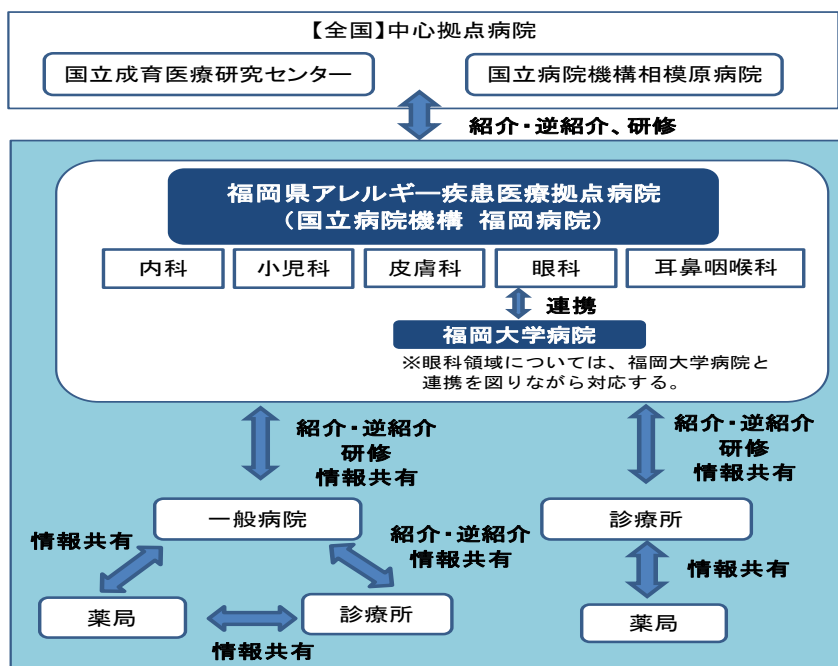 【全国】中心拠点病院
国立成育医療研究センター
国立病院機構相模原病院
紹介・逆紹介、研修
福岡県アレルギー疾患医療拠点病院
（国立病院機構 福岡病院）
内科
小児科
皮膚科
眼科
耳鼻咽喉科
連携
福岡大学病院
※眼科領域については、福岡大学病院と
連携を図りながら対応する。
紹介・逆紹介
研修
情報共有
紹介・逆紹介
研修
情報共有
一般病院
診療所
情報共有
紹介・逆紹介
情報共有
情報共有
薬局
診療所
薬局
情報共有